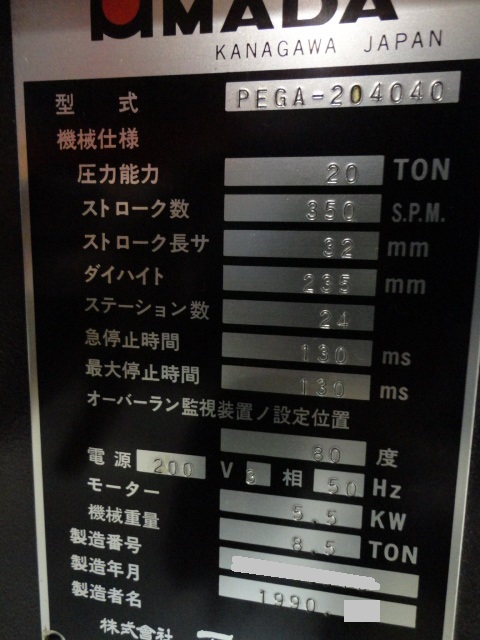 AMADA
KANAGAWA JAPAN
型式 PEGA-204040
機械仕様
圧力能力 20 TON
ストローク数 350 S.P.M.
ストローク長サ 32 mm
ダイハイト 235 mm
ステーション数 24
急停止時間 130 ms
最大停止時間 130 ms
オーバーラン監視装置ノ設定位置
80 度
電源 200 V 3 相 50 Hz
モーター 5.5 KW
機械重量 8.5 TON
製造番号
製造年月 1990.
製造者名
株式会社